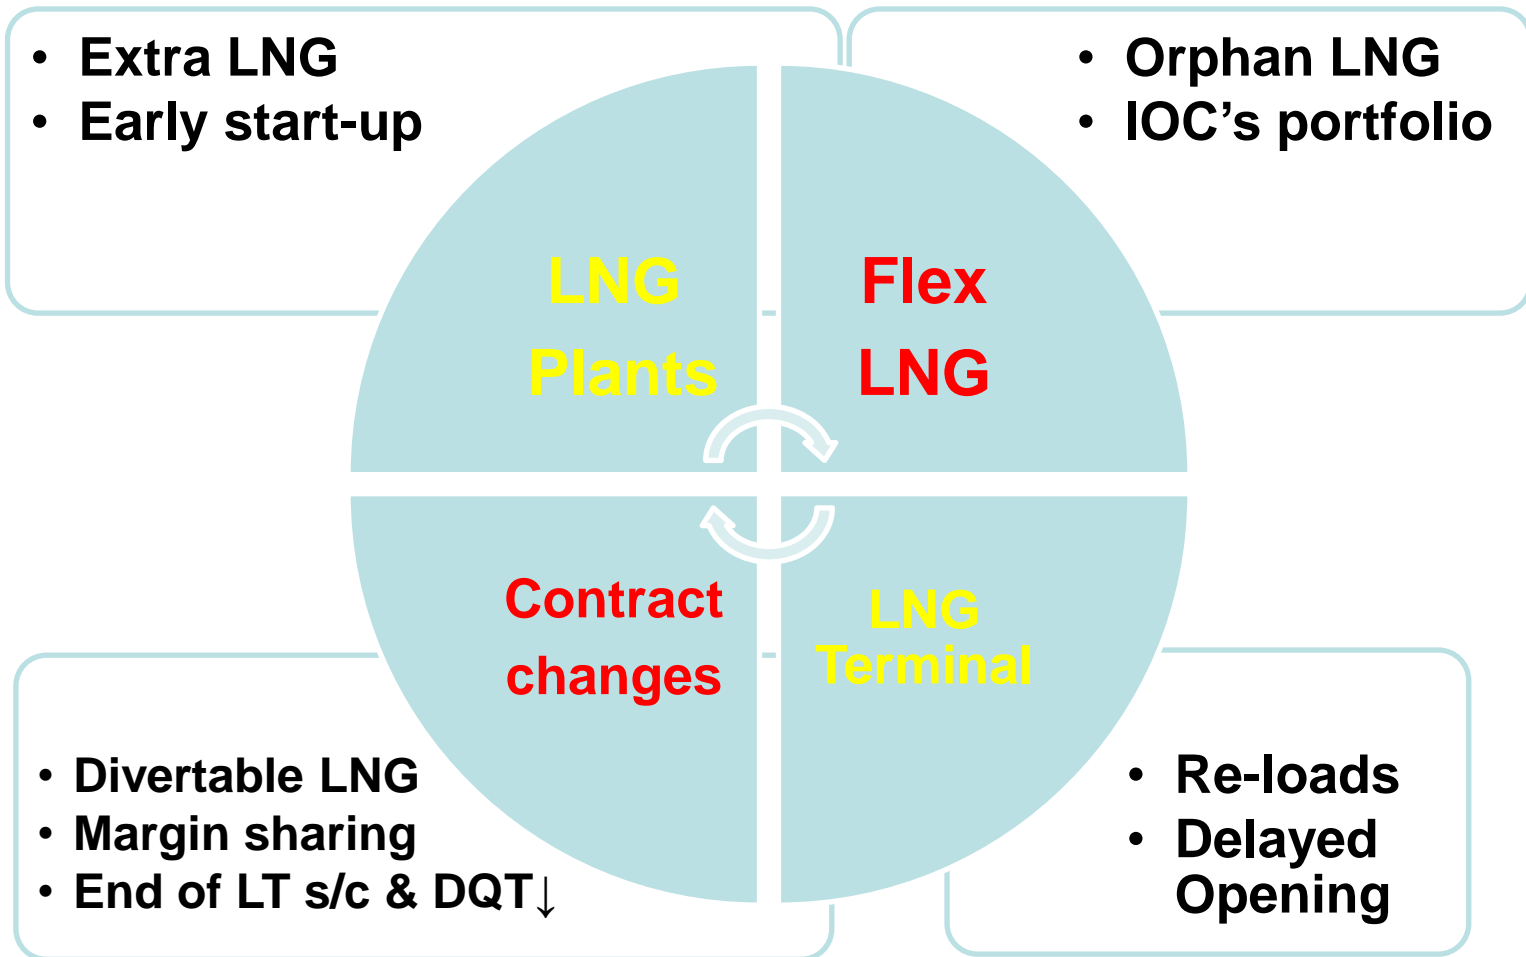 • Extra LNG
• Early start-up
• Orphan LNG
• IOC’s portfolio
LNG
Plants
Flex
LNG
Contract
changes
LNG
Terminal
• Divertable LNG
• Margin sharing
• End of LT s/c & DQT↓
• Re-loads
• Delayed
Opening